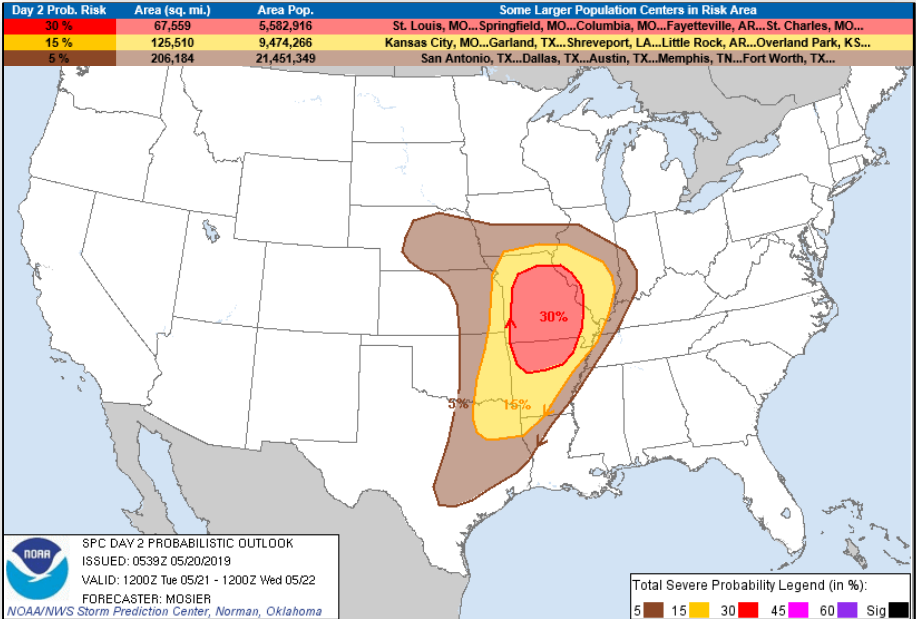 Day 2 Prob. Risk Area (sq. mi.) Area Pop. Some Larger Population Centers in Risk Area
30 % 67,559 5,582,916 St. Louis, MO...Springfield, MO...Columbia, MO...Fayetteville, AR...St. Charles, MO...
15 % 125,510 9,474,266 Kansas City, MO...Garland, TX...Shreveport, LA...Little Rock, AR...Overland Park, KS...
5 % 206,184 21,451,349 San Antonio, TX...Dallas, TX...Austin, TX...Memphis, TN...Fort Worth, TX...
30%
5% 15%
NOAA
SPC DAY 2 PROBABILISTIC OUTLOOK
ISSUED: 0539Z 05/20/2019
VALID: 1200Z Tue 05/21 - 1200Z Wed 05/22
FORECASTER: MOSIER
NOAA/NWS Storm Prediction Center, Norman, Oklahoma
Total Severe Probability Legend (in %):
5 15 30 45 60 Sig